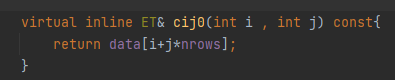 virtual inline ET& cij0(int i , int j) const{
return data[i+j*nrows];
}